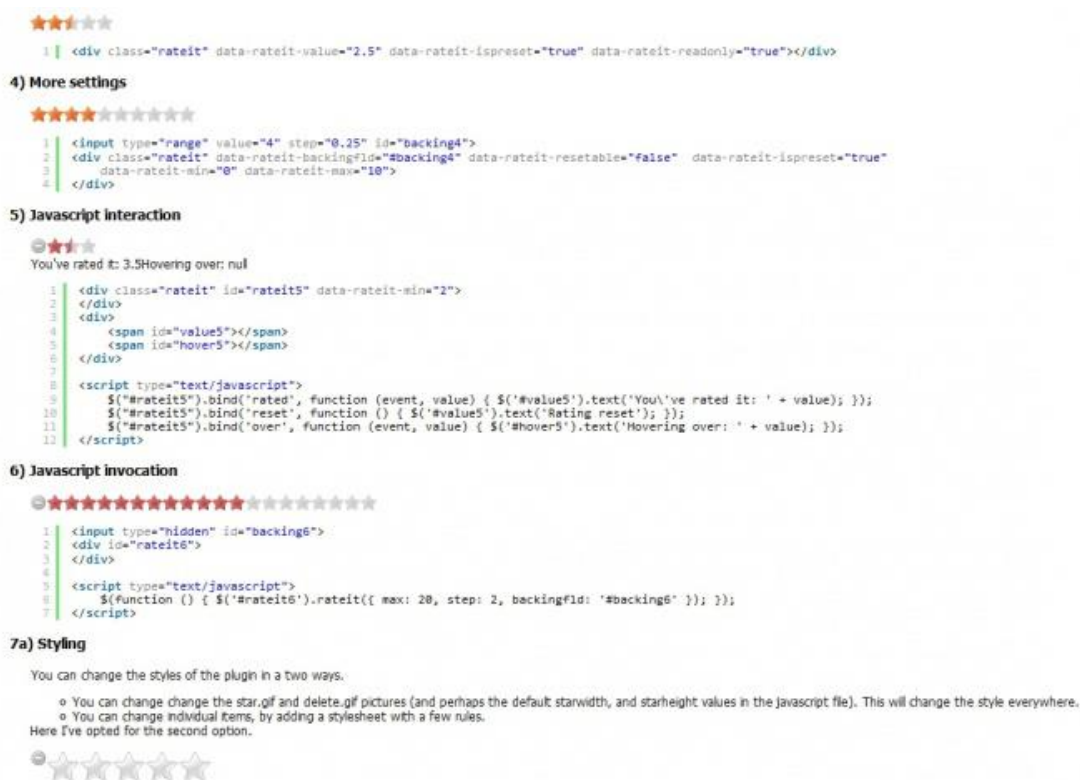 1 <div class="rateit" data-rateit-value="2.5" data-rateit-ispreset="true" data-rateit-readonly="true"></div>
4) More settings
1 <input type="range" value="4" step="0.25" id="backing4">
2 <div class="rateit" data-rateit-backingfld="#backing4" data-rateit-resetable="false" data-rateit-ispreset="true"
3 data-rateit-min="0" data-rateit-max="10">
4 </div>
5) Javascript interaction
You've rated it: 3.5Hovering over: null
1 <div class="rateit" id="rateit5" data-rateit-min="2">
2 </div>
3 <div>
4 <span id="value5"></span>
5 <span id="hover5"></span>
6 </div>
7
8 <script type="text/javascript">
9 $("#rateit5").bind('rated', function (event, value) { $('#value5').text('You\'ve rated it: ' + value); });
10 $("#rateit5").bind('reset', function () { $('#value5').text('Rating reset'); });
11 $("#rateit5").bind('over', function (event, value) { $('#hover5').text('Hovering over: ' + value); });
12 </script>
6) Javascript invocation
1 <input type="hidden" id="backing6">
2 <div id="rateit6">
3 </div>
4
5 <script type="text/javascript">
6 $(function () { $('#rateit6').rateit({ max: 20, step: 2, backingfld: '#backing6' }); });
7 </script>
7a) Styling
You can change the styles of the plugin in a two ways.
You can change change the star.gif and delete.gif pictures (and perhaps the default starwidth, and starheight values in the javascript file). This will change the style everywhere.
You can change individual items, by adding a stylesheet with a few rules.
Here I've opted for the second option.